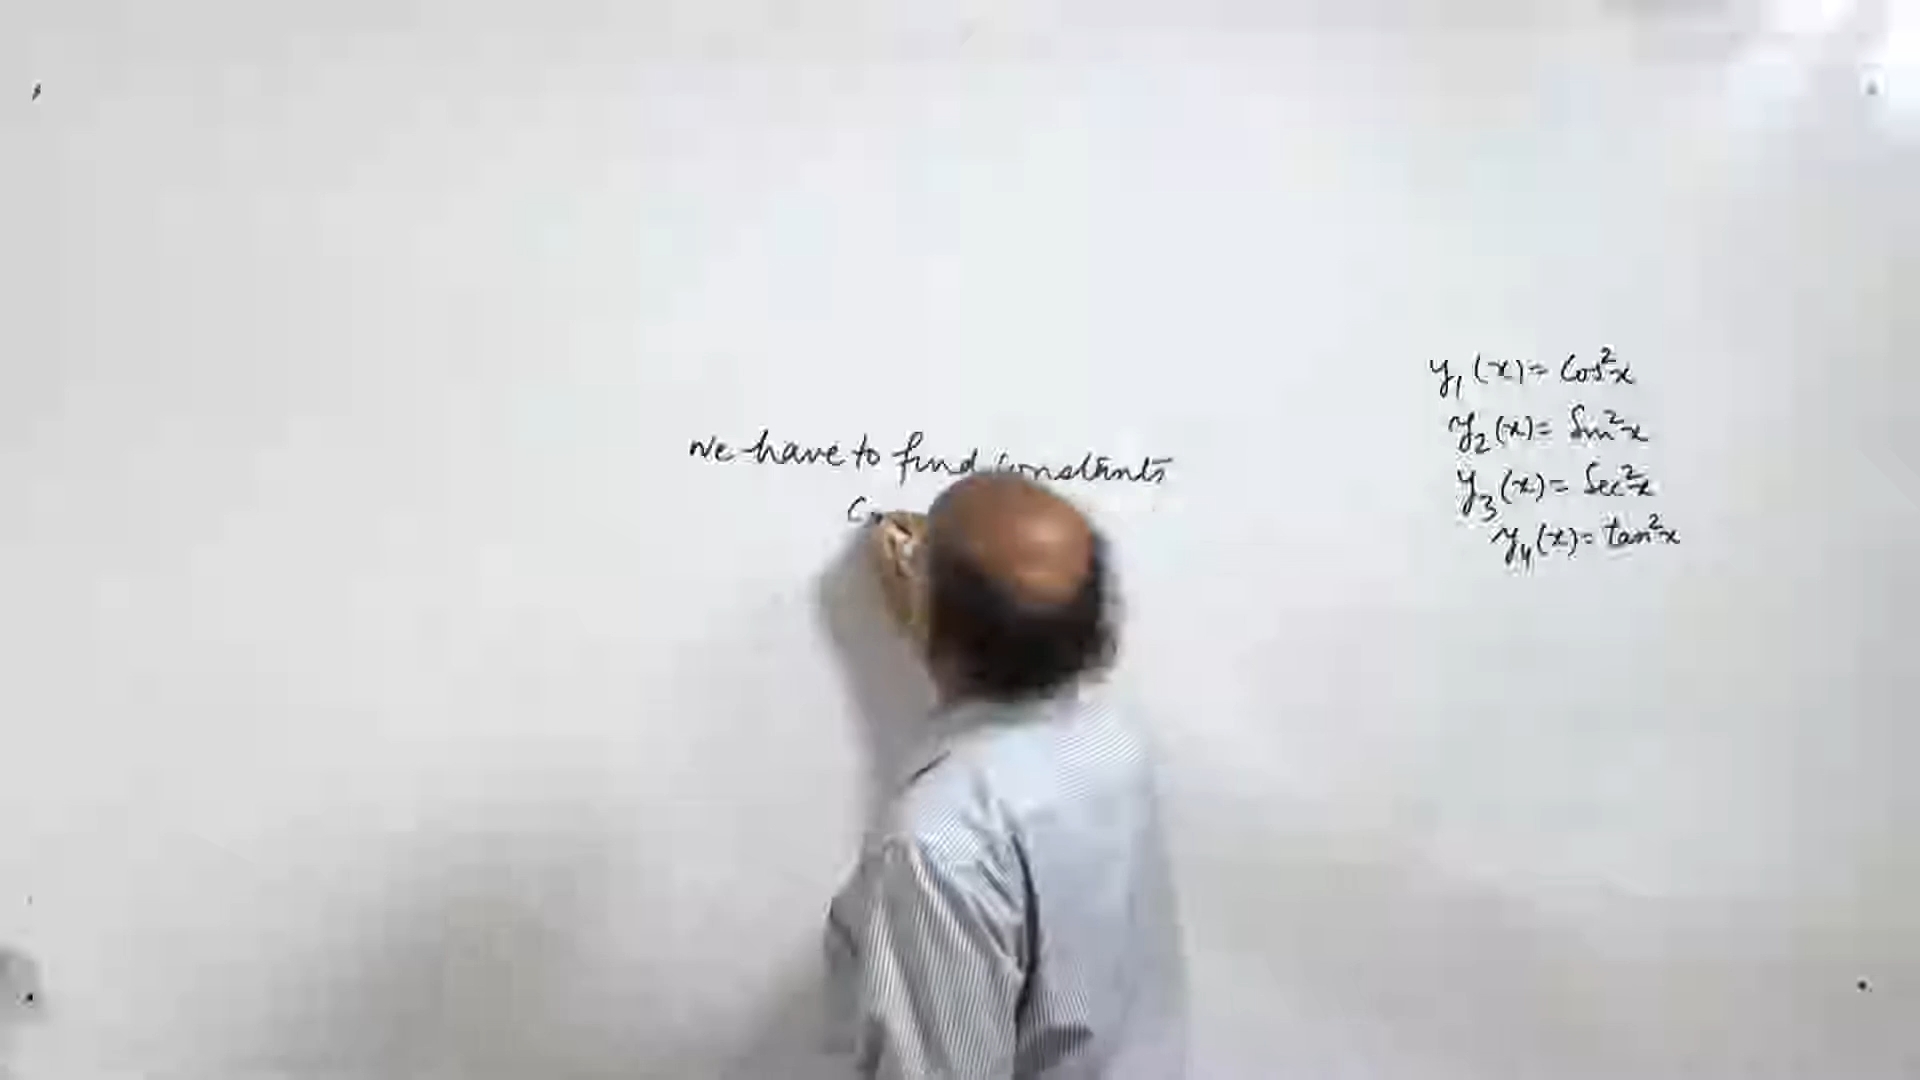 We have to find constants
y₁(x) = Cos²x
y₂(x) = Sin²x
y₃(x) = Sec²x
y₄(x) = tan²x